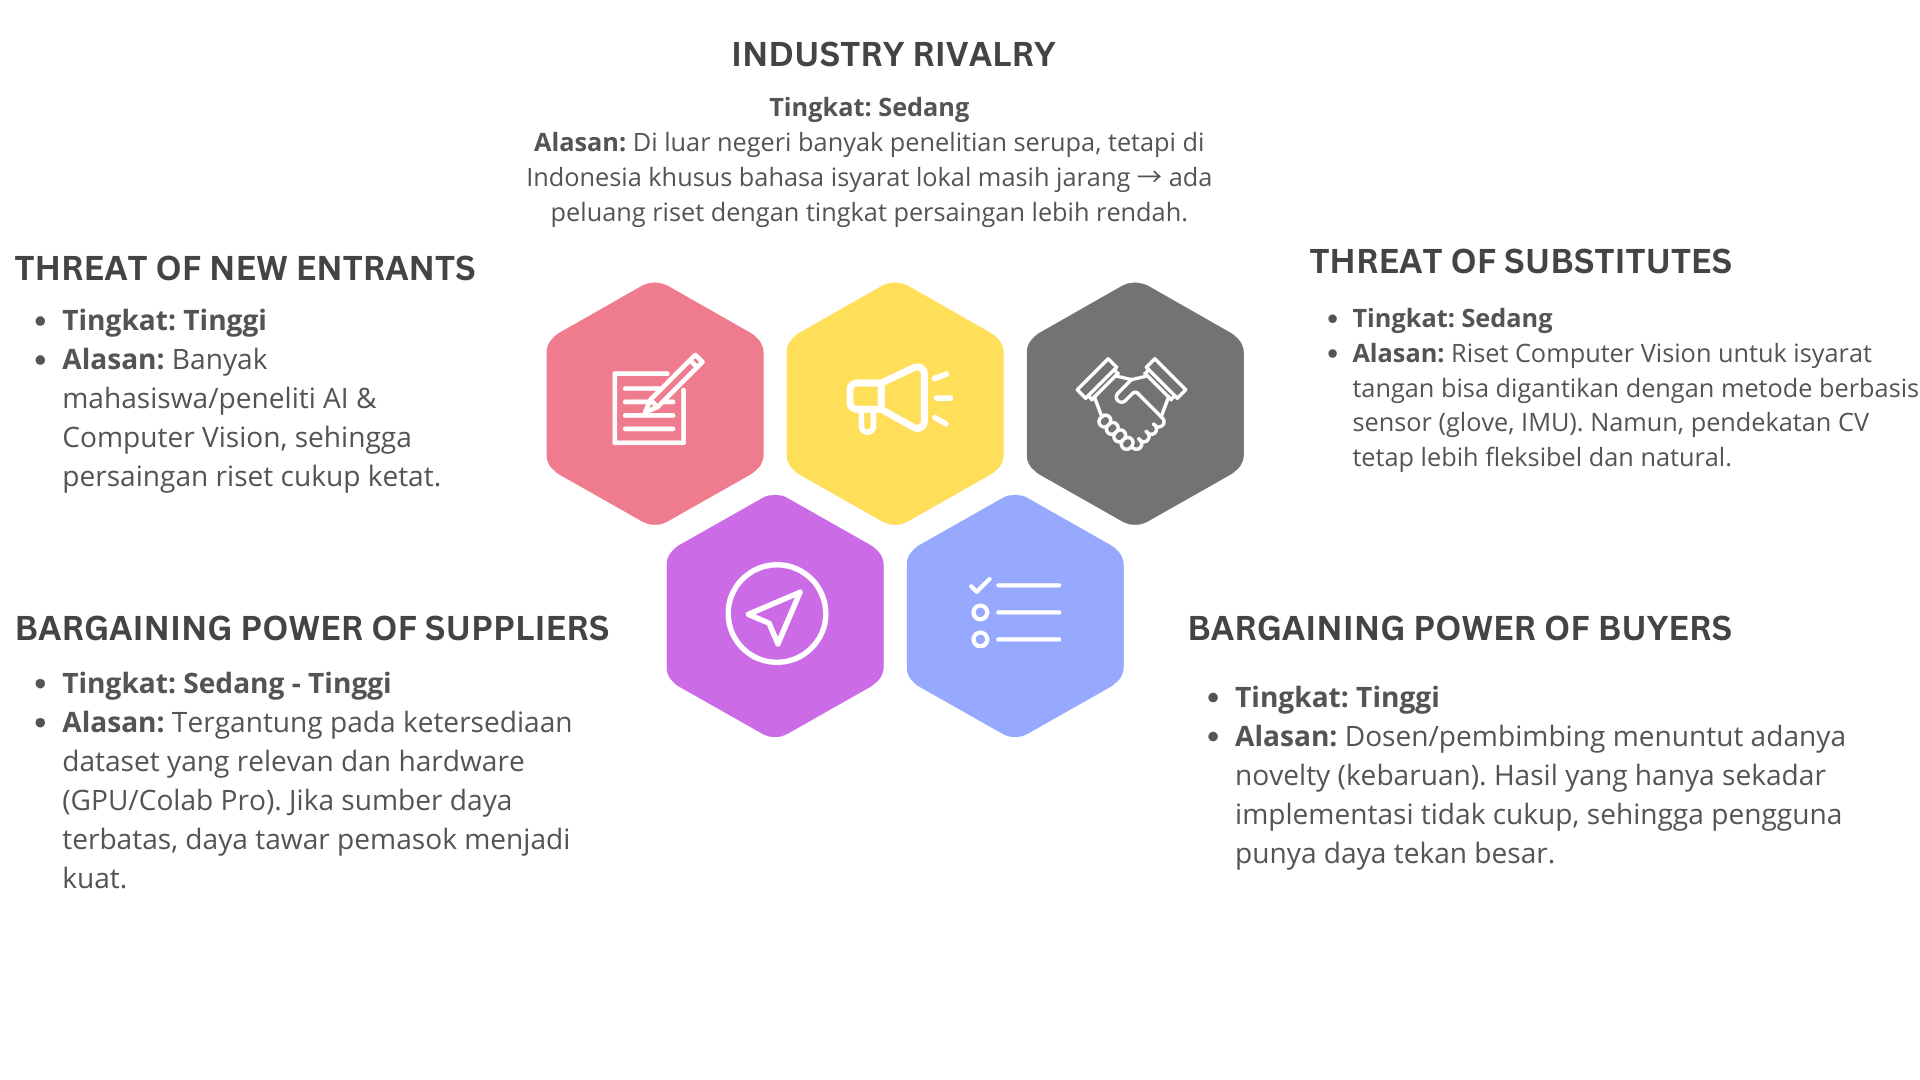 INDUSTRY RIVALRY
Tingkat: Sedang
Alasan: Di luar negeri banyak penelitian serupa, tetapi di
Indonesia khusus bahasa isyarat lokal masih jarang → ada
peluang riset dengan tingkat persaingan lebih rendah.
THREAT OF NEW ENTRANTS
• Tingkat: Tinggi
• Alasan: Banyak
mahasiswa/peneliti AI &
Computer Vision, sehingga
persaingan riset cukup ketat.
THREAT OF SUBSTITUTES
• Tingkat: Sedang
• Alasan: Riset Computer Vision untuk isyarat
tangan bisa digantikan dengan metode berbasis
sensor (glove, IMU). Namun, pendekatan CV
tetap lebih fleksibel dan natural.
BARGAINING POWER OF SUPPLIERS
• Tingkat: Sedang - Tinggi
• Alasan: Tergantung pada ketersediaan
dataset yang relevan dan hardware
(GPU/Colab Pro). Jika sumber daya
terbatas, daya tawar pemasok menjadi
kuat.
BARGAINING POWER OF BUYERS
• Tingkat: Tinggi
• Alasan: Dosen/pembimbing menuntut adanya
novelty (kebaruan). Hasil yang hanya sekadar
implementasi tidak cukup, sehingga pengguna
punya daya tekan besar.